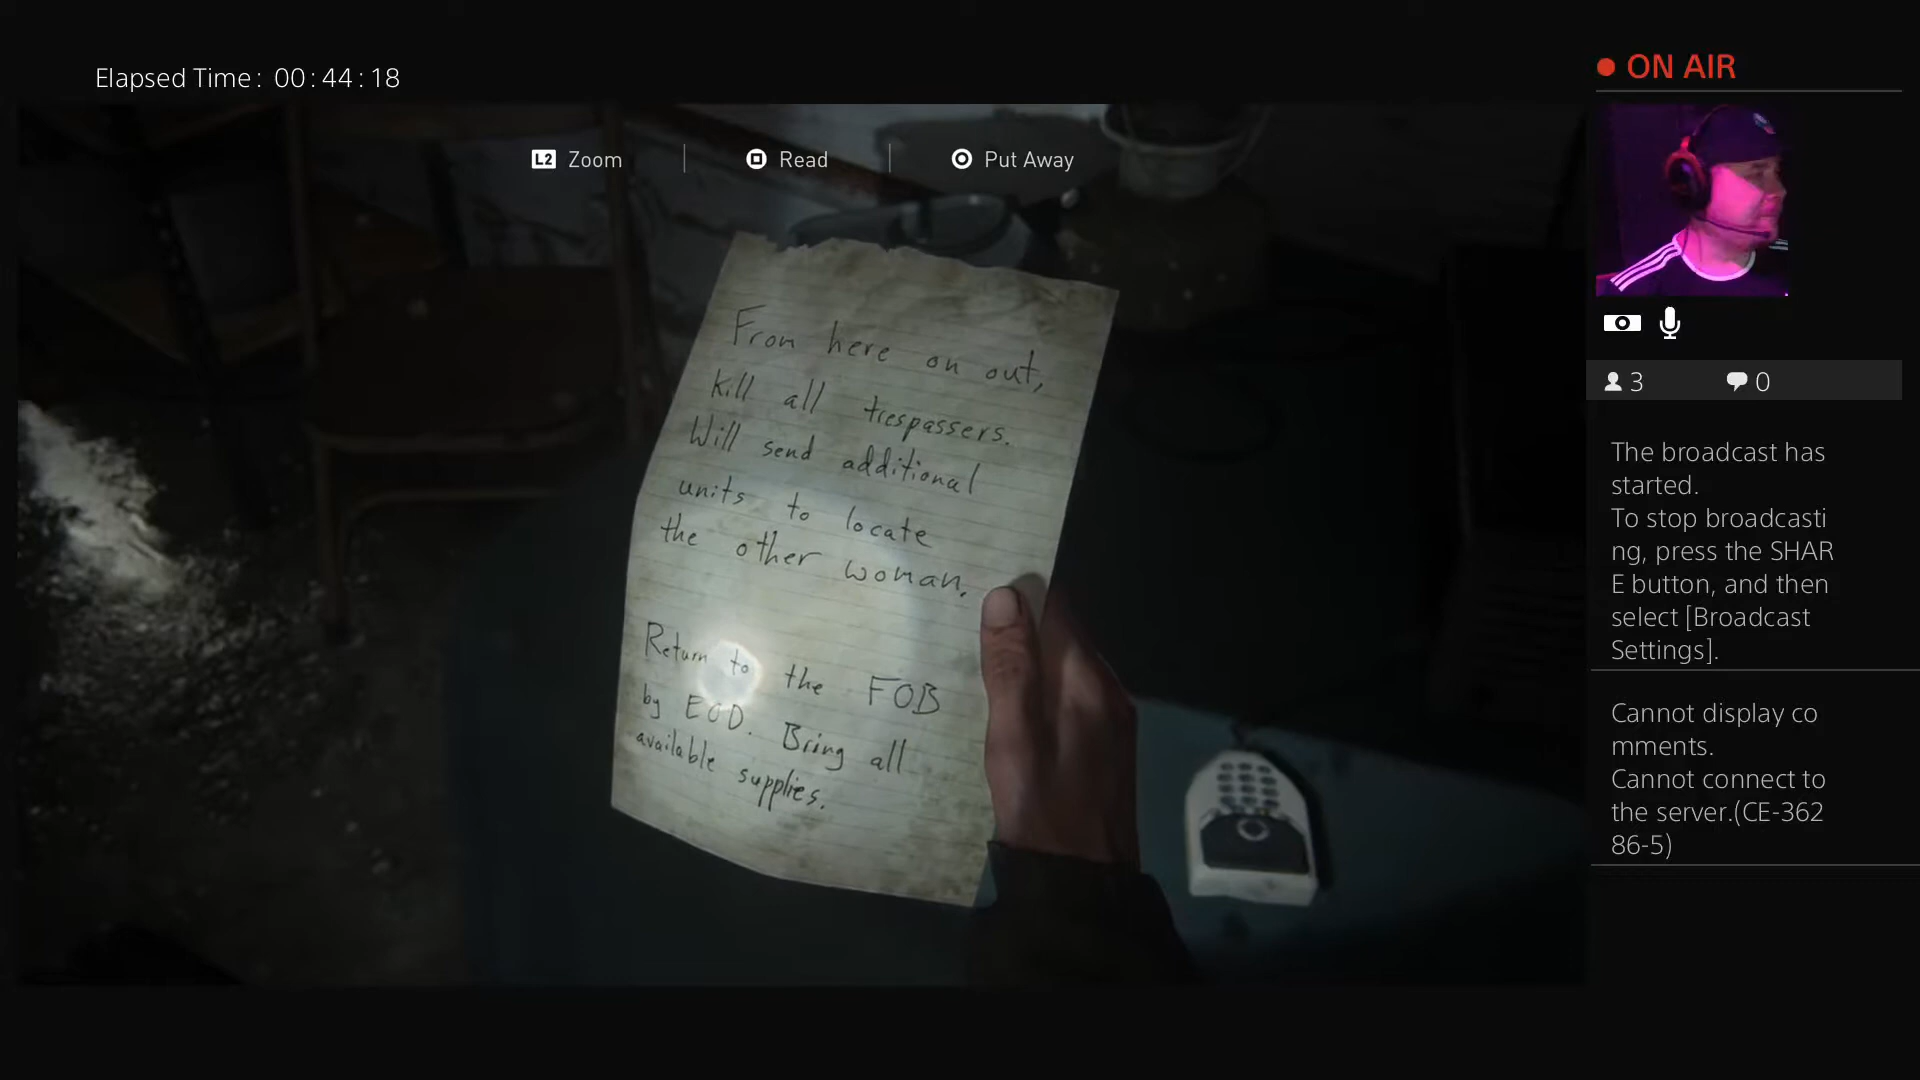 Elapsed Time: 00:44:18
ON AIR
L2 Zoom
Read
Put Away
From here on out,
kill all trespassers.
Will send additional
units to locate
the other woman.
Return to the FOB
by EOD. Bring all
available supplies.
3
0
The broadcast has
started.
To stop broadcasti
ng, press the SHAR
E button, and then
select [Broadcast
Settings].
Cannot display co
mments.
Cannot connect to
the server.(CE-362
86-5)